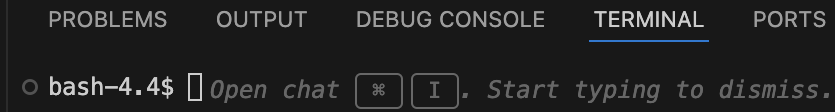 PROBLEMS OUTPUT DEBUG CONSOLE TERMINAL PORTS
bash-4.4$ Open chat ⌘ I. Start typing to dismiss.